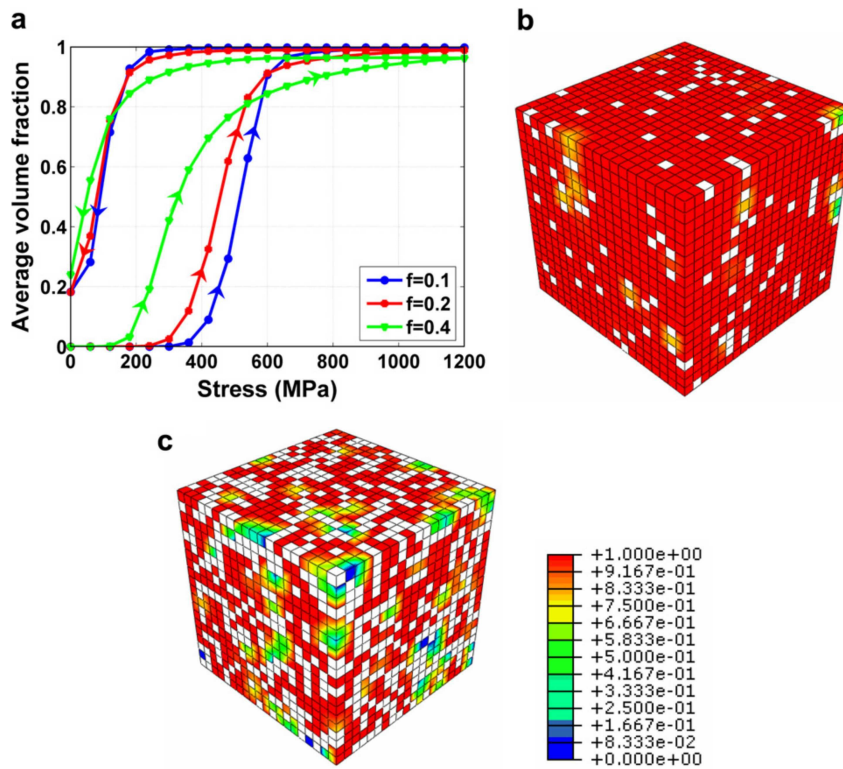 a
b
1
0.8
0.6
0.4
0.2
0
Average volume fraction
f=0.1
f=0.2
f=0.4
0 200 400 600 800 1000 1200
Stress (MPa)
c
+1.000e+00
+9.167e-01
+8.333e-01
+7.500e-01
+6.667e-01
+5.833e-01
+5.000e-01
+4.167e-01
+3.333e-01
+2.500e-01
+1.667e-01
+8.333e-02
+0.000e+00